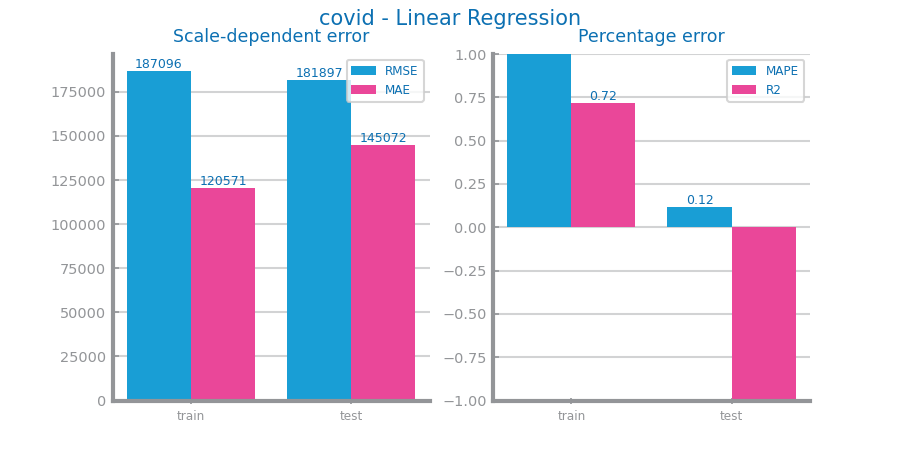 covid - Linear Regression
Scale-dependent error
187096
120571
181897
145072
RMSE
MAE
175000
150000
125000
100000
75000
50000
25000
0
train
test
Percentage error
0.72
0.12
MAPE
R2
1.00
0.75
0.50
0.25
0.00
−0.25
−0.50
−0.75
−1.00
train
test